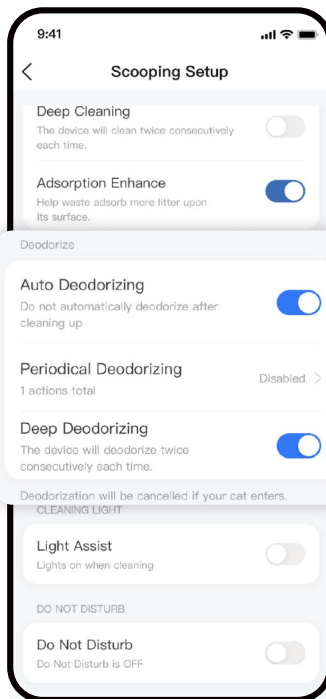 9:41
Scooping Setup
Deep Cleaning
The device will clean twice consecutively
each time.
Adsorption Enhance
Help waste adsorb more litter upon
Its surface.
Deodorize
Auto Deodorizing
Do not automatically deodorize after
cleaning up
Periodical Deodorizing
Disabled
1 actions total
Deep Deodorizing
The device will deodorize twice
consecutively each time.
Deodorization will be cancelled if your cat enters.
CLEANING LIGHT
Light Assist
Lights on when cleaning
DO NOT DISTURB
Do Not Disturb
Do Not Disturb is OFF